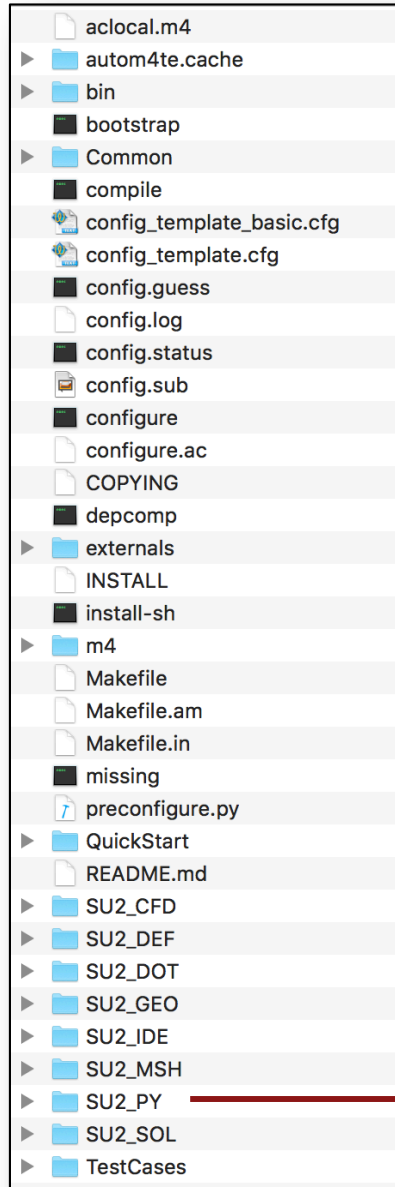 aclocal.m4
autom4te.cache
bin
bootstrap
Common
compile
config_template_basic.cfg
config_template.cfg
config.guess
config.log
config.status
config.sub
configure
configure.ac
COPYING
depcomp
externals
INSTALL
install-sh
m4
Makefile
Makefile.am
Makefile.in
missing
preconfigure.py
QuickStart
README.md
SU2_CFD
SU2_DEF
SU2_DOT
SU2_GEO
SU2_IDE
SU2_MSH
SU2_PY
SU2_SOL
TestCases